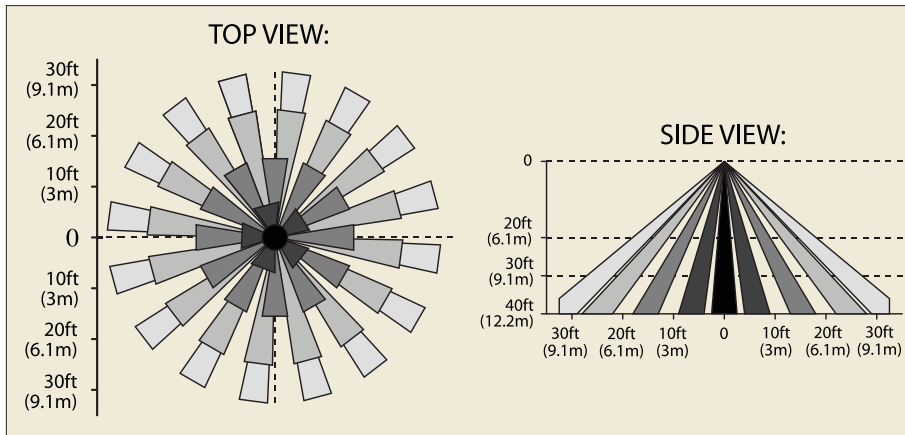 TOP VIEW:
30ft
(9.1m)
20ft
(6.1m)
10ft
(3m)
0
10ft
(3m)
20ft
(6.1m)
30ft
(9.1m)
SIDE VIEW:
0
20ft
(6.1m)
30ft
(9.1m)
40ft
(12.2m)
30ft 20ft 10ft 0 10ft 20ft 30ft
(9.1m) (6.1m) (3m) (3m) (6.1m) (9.1m)